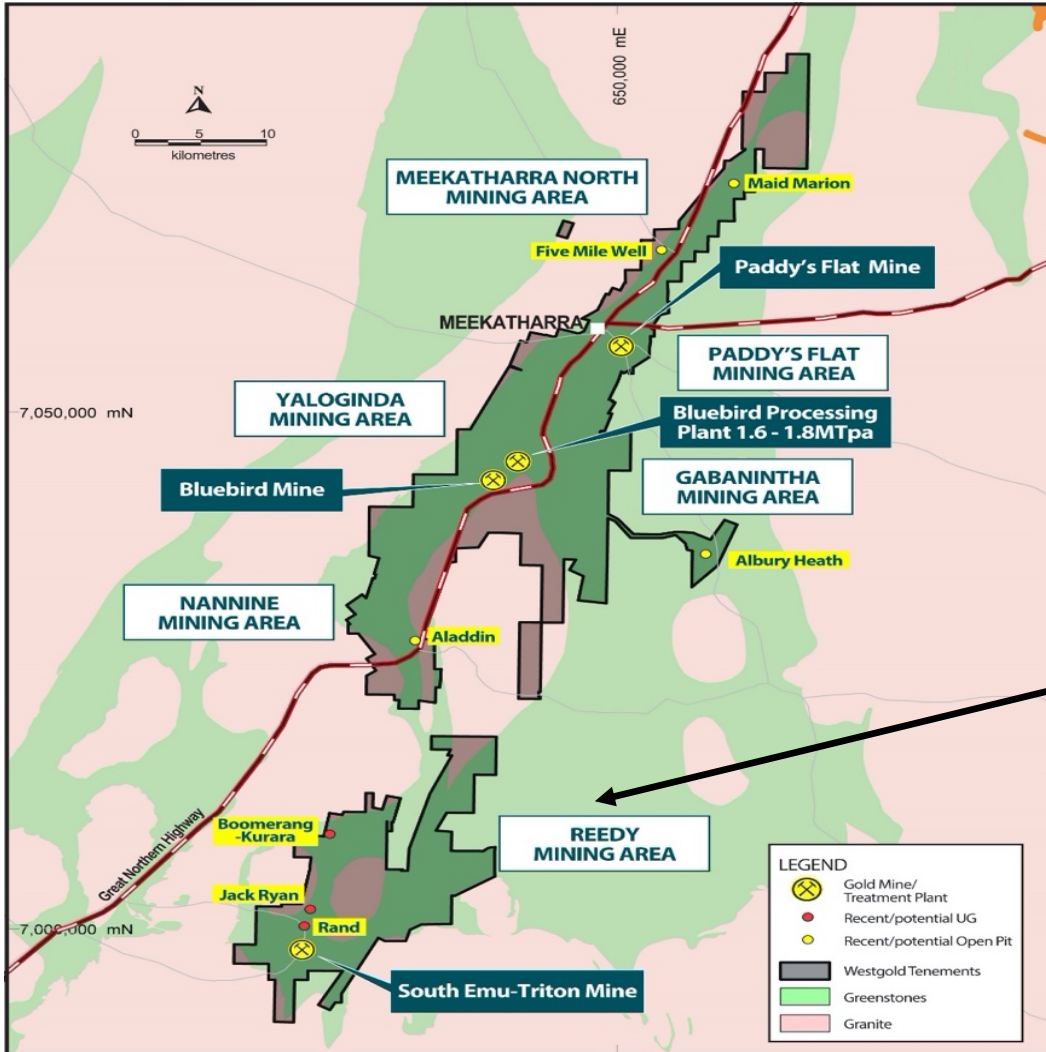 650,000 mE
N
0 5 10
kilometres
MEEKATHARRA NORTH
MINING AREA
Maid Marion
Five Mile Well
Paddy's Flat Mine
MEEKATHARRA
PADDY'S FLAT
MINING AREA
YALOGINDA
MINING AREA
7,050,000 mN
Bluebird Processing
Plant 1.6 - 1.8MTpa
Bluebird Mine
GABANINTHA
MINING AREA
Albury Heath
NANNINE
MINING AREA
Aladdin
Great Northern Highway
Boomerang
-Kurara
REEDY
MINING AREA
Jack Ryan
Rand
7,000,000 mN
South Emu-Triton Mine
LEGEND
Gold Mine/
Treatment Plant
Recent/potential UG
Recent/potential Open Pit
Westgold Tenements
Greenstones
Granite